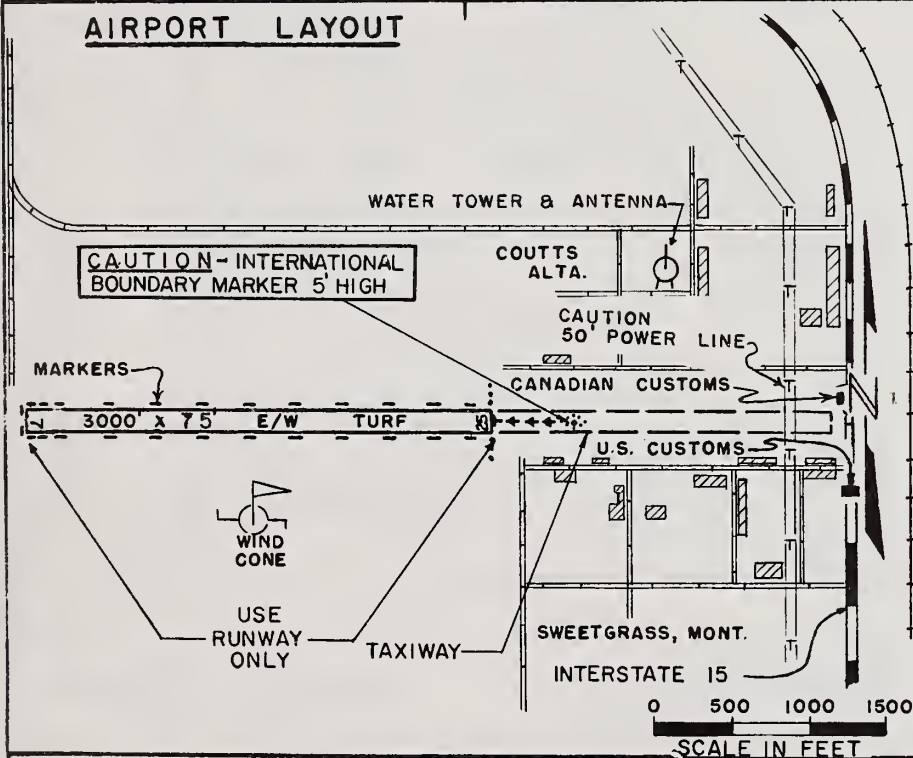 AIRPORT LAYOUT
WATER TOWER & ANTENNA
COUTTS
ALTA.
CAUTION - INTERNATIONAL
BOUNDARY MARKER 5' HIGH
CAUTION
50' POWER LINE
MARKERS
CANADIAN CUSTOMS
7 3000' X 75' E/W TURF 25
U.S. CUSTOMS
WIND
CONE
USE
RUNWAY
ONLY
TAXIWAY
SWEETGRASS, MONT.
INTERSTATE 15
0 500 1000 1500
SCALE IN FEET